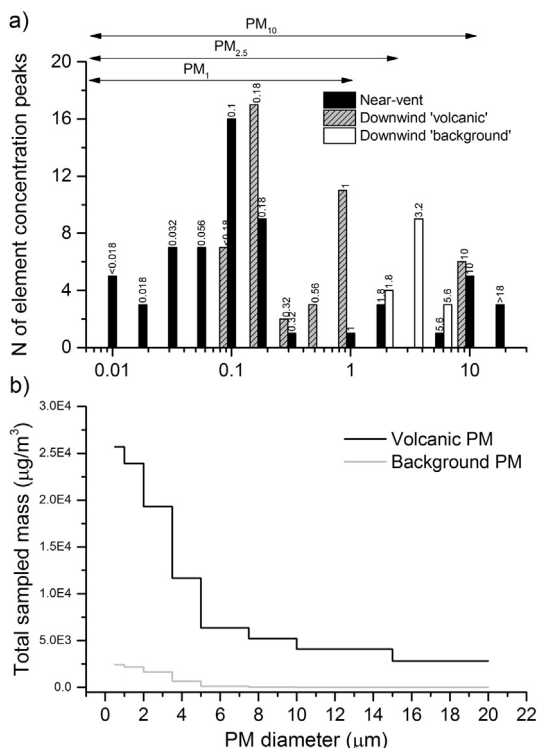 a)
PM10
PM2.5
PM1
20
16
12
8
4
0
N of element concentration peaks
Near-vent
Downwind 'volcanic'
Downwind 'background'
<0.018
0.018
0.032
0.056
<0.18
0.1
0.18
0.18
0.32
0.32
0.56
1
1
1.8
1.8
3.2
5.6
5.6
10
10
>18
0.01
0.1
1
10
b)
3.0E4
2.5E4
2.0E4
1.5E4
1.0E4
5.0E3
0.0
Total sampled mass (μg/m³)
Volcanic PM
Background PM
0 2 4 6 8 10 12 14 16 18 20 22
PM diameter (μm)